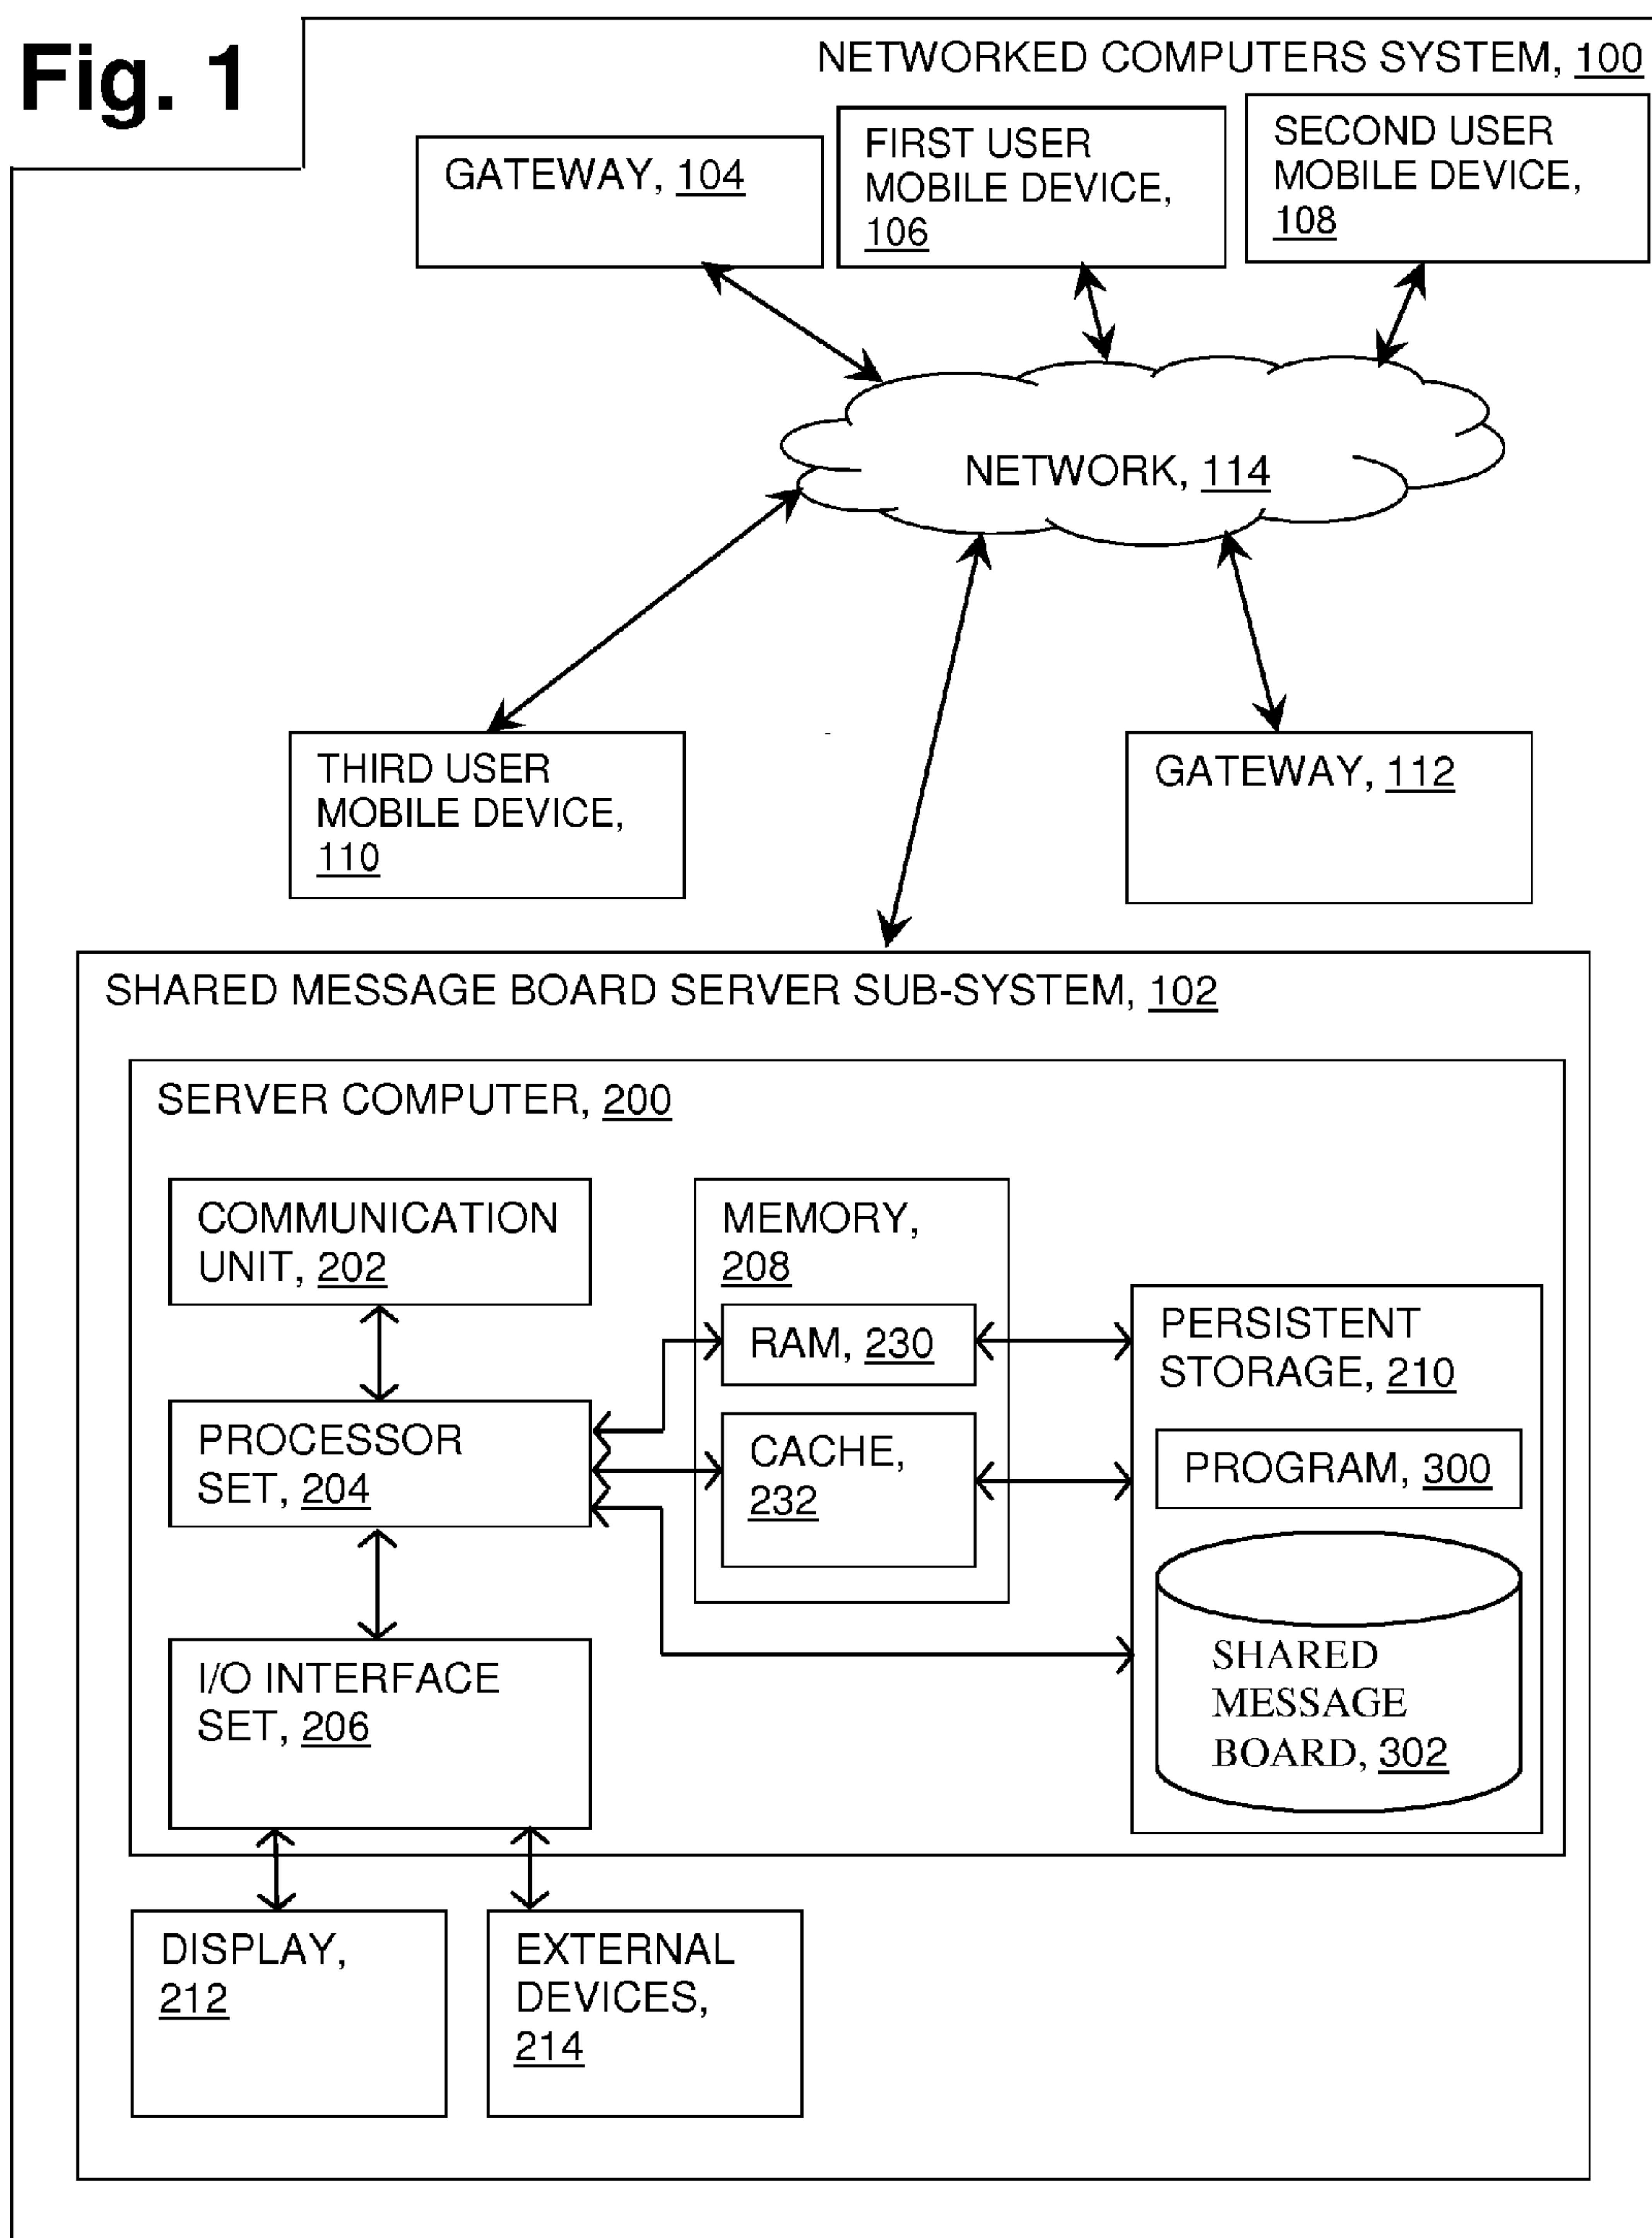 Fig. 1
NETWORKED COMPUTERS SYSTEM, 100
GATEWAY, 104
FIRST USER
MOBILE DEVICE,
106
SECOND USER
MOBILE DEVICE,
108
NETWORK, 114
THIRD USER
MOBILE DEVICE,
110
GATEWAY, 112
SHARED MESSAGE BOARD SERVER SUB-SYSTEM, 102
SERVER COMPUTER, 200
COMMUNICATION
UNIT, 202
MEMORY,
208
RAM, 230
PERSISTENT
STORAGE, 210
PROCESSOR
SET, 204
CACHE,
232
PROGRAM, 300
I/O INTERFACE
SET, 206
SHARED
MESSAGE
BOARD, 302
DISPLAY,
212
EXTERNAL
DEVICES,
214